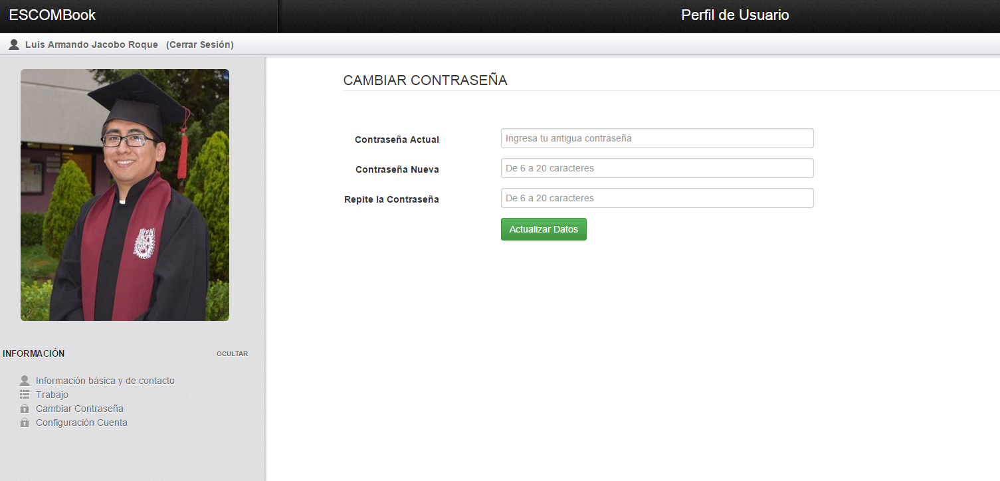 ESCOMBook
Perfil de Usuario
Luis Armando Jacobo Roque (Cerrar Sesión)
CAMBIAR CONTRASEÑA
Contraseña Actual
Ingresa tu antigua contraseña
Contraseña Nueva
De 6 a 20 caracteres
Repite la Contraseña
De 6 a 20 caracteres
Actualizar Datos
IPN
INFORMACIÓN
OCULTAR
Información básica y de contacto
Trabajo
Cambiar Contraseña
Configuración Cuenta